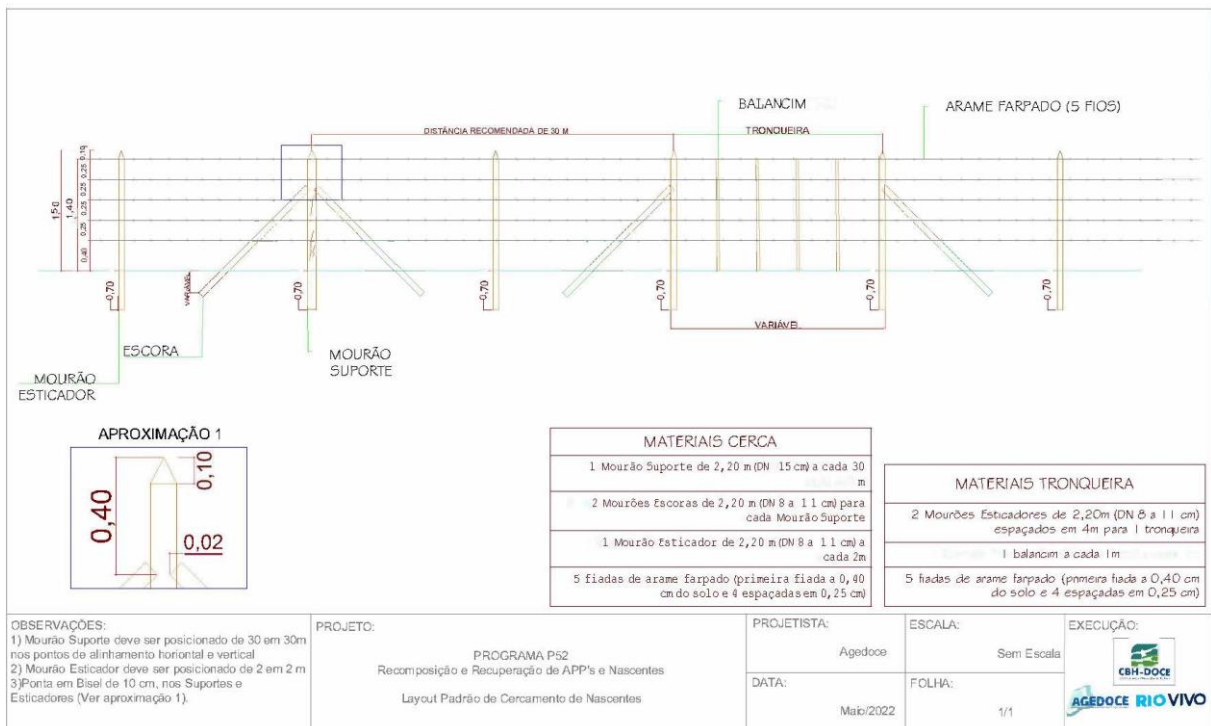 BALANCIM
ARAME FARPADO (5 FIOS)
DISTÂNCIA RECOMENDADA DE 30 M
TRONQUEIRA
0,10
0,25
0,25
0,25
0,25
0,40
1,40
1,50
VARIÁVEL
-0,70
-0,70
-0,70
-0,70
-0,70
-0,70
VARIÁVEL
ESCORA
MOURÃO
SUPORTE
MOURÃO
ESTICADOR
APROXIMAÇÃO 1
0,10
0,40
0,02
MATERIAIS CERCA
1 Mourão Suporte de 2,20 m (DN 15 cm) a cada 30
m
2 Mourões Escoras de 2,20 m (DN 8 a 11 cm) para
cada Mourão Suporte
1 Mourão Esticador de 2,20 m (DN 8 a 11 cm) a
cada 2m
5 fiadas de arame farpado (primeira fiada a 0,40
cm do solo e 4 espaçadas em 0,25 cm)
MATERIAIS TRONQUEIRA
2 Mourões Esticadores de 2,20m (DN 8 a 11 cm)
espaçados em 4m para 1 tronqueira
1 balancim a cada 1m
5 fiadas de arame farpado (primeira fiada a 0,40 cm
do solo e 4 espaçadas em 0,25 cm)
OBSERVAÇÕES:
1) Mourão Suporte deve ser posicionado de 30 em 30m
nos pontos de alinhamento horiontal e vertical
2) Mourão Esticador deve ser posicionado de 2 em 2 m
3)Ponta em Bisel de 10 cm, nos Suportes e
Esticadores (Ver aproximação 1).
PROJETO:
PROGRAMA P52
Recomposição e Recuperação de APP's e Nascentes
Layout Padrão de Cercamento de Nascentes
PROJETISTA:
Agedoce
ESCALA:
Sem Escala
DATA:
Maio/2022
FOLHA:
1/1
EXECUÇÃO:
CBH-DOCE
AGEDOCE RIO VIVO